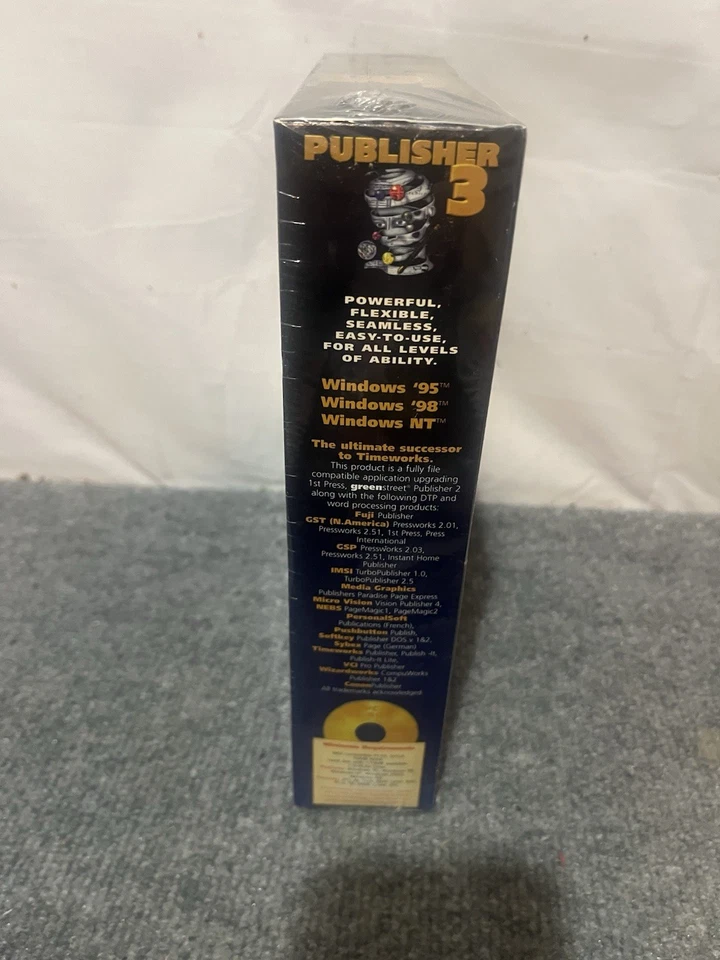 PUBLISHER
3
POWERFUL,
FLEXIBLE,
SEAMLESS,
EASY-TO-USE,
FOR ALL LEVELS
OF ABILITY.
Windows '95™
Windows '98™
Windows NT™
The ultimate successor
to Timeworks.
This product is a fully file
compatible application upgrading
1st Press, greenstreet® Publisher 2
along with the following DTP and
word processing products:
Fuji Publisher
GST (N.America) Pressworks 2.01,
Pressworks 2.51, 1st Press, Press
International
GSP PressWorks 2.03,
Pressworks 2.51, Instant Home
Publisher
IMSI TurboPublisher 1.0,
TurboPublisher 2.5
Media Graphics
Publishers Paradise Page Express
Micro Vision Vision Publisher 4,
NEBS PageMagic1, PageMagic2
PersonalSoft
Publications (French),
Pushbutton Publish,
Softkey Publisher DOS v 1&2,
Sybex Page (German)
Timeworks Publisher, Publish -It,
Publish-It Lite,
VCI Pro Publisher
Wizardworks CompuWorks
Publisher 1&2
Publisher
All trademarks acknowledged
Requirements